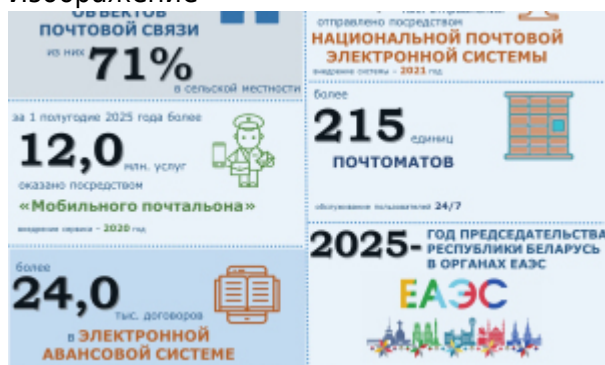 Изображение
ОБЪЕКТОВ
ПОЧТОВОЙ СВЯЗИ
из них 71%
в сельской местности
за 1 полугодие 2025 года более
12,0 млн. услуг
оказано посредством
«Мобильного почтальона»
внедрение сервиса - 2020 год
более
24,0 тыс. договоров
в ЭЛЕКТРОННОЙ
АВАНСОВОЙ СИСТЕМЕ
отправлено посредством
НАЦИОНАЛЬНОЙ ПОЧТОВОЙ
ЭЛЕКТРОННОЙ СИСТЕМЫ
внедрение системы - 2021 год
более
215 единиц
ПОЧТОМАТОВ
обслуживание пользователей 24/7
2025- ГОД ПРЕДСЕДАТЕЛЬСТВА
РЕСПУБЛИКИ БЕЛАРУСЬ
В ОРГАНАХ ЕАЭС
ЕАЭС